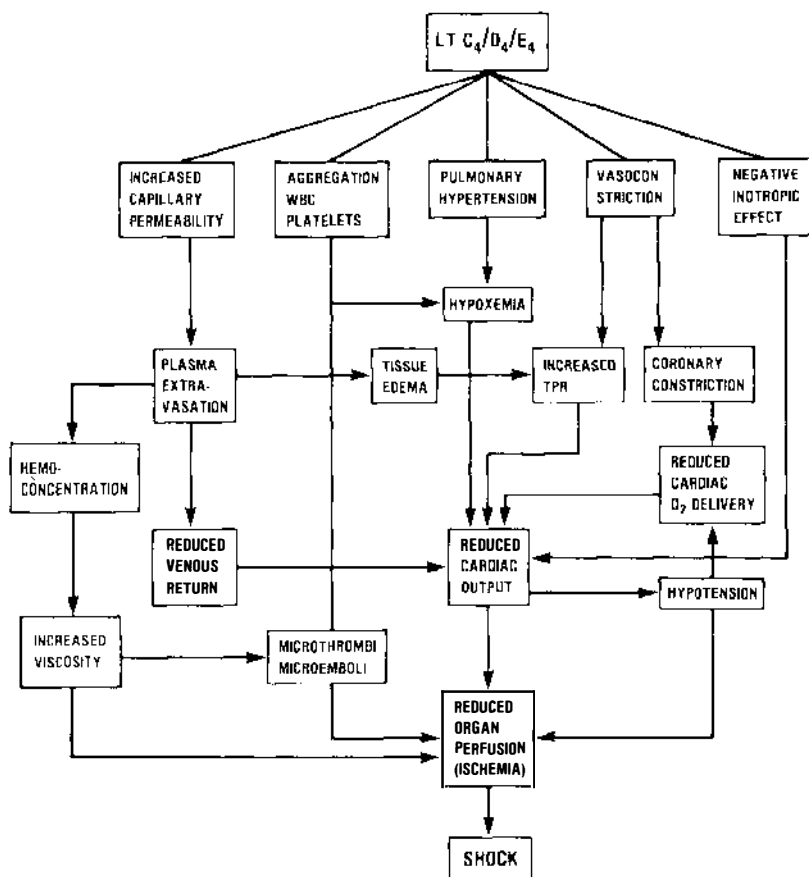 LT C₄/D₄/E₄
INCREASED
CAPILLARY
PERMEABILITY
AGGREGATION
WBC
PLATELETS
PULMONARY
HYPERTENSION
VASOCON
STRICTION
NEGATIVE
INOTROPIC
EFFECT
HYPOXEMIA
PLASMA
EXTRA-
VASATION
TISSUE
EDEMA
INCREASED
TPR
CORONARY
CONSTRICTION
HEMO-
CONCENTRATION
REDUCED
CARDIAC
O₂ DELIVERY
REDUCED
VENOUS
RETURN
REDUCED
CARDIAC
OUTPUT
HYPOTENSION
INCREASED
VISCOSITY
MICROTHROMBI
MICROEMBOLI
REDUCED
ORGAN
PERFUSION
(ISCHEMIA)
SHOCK